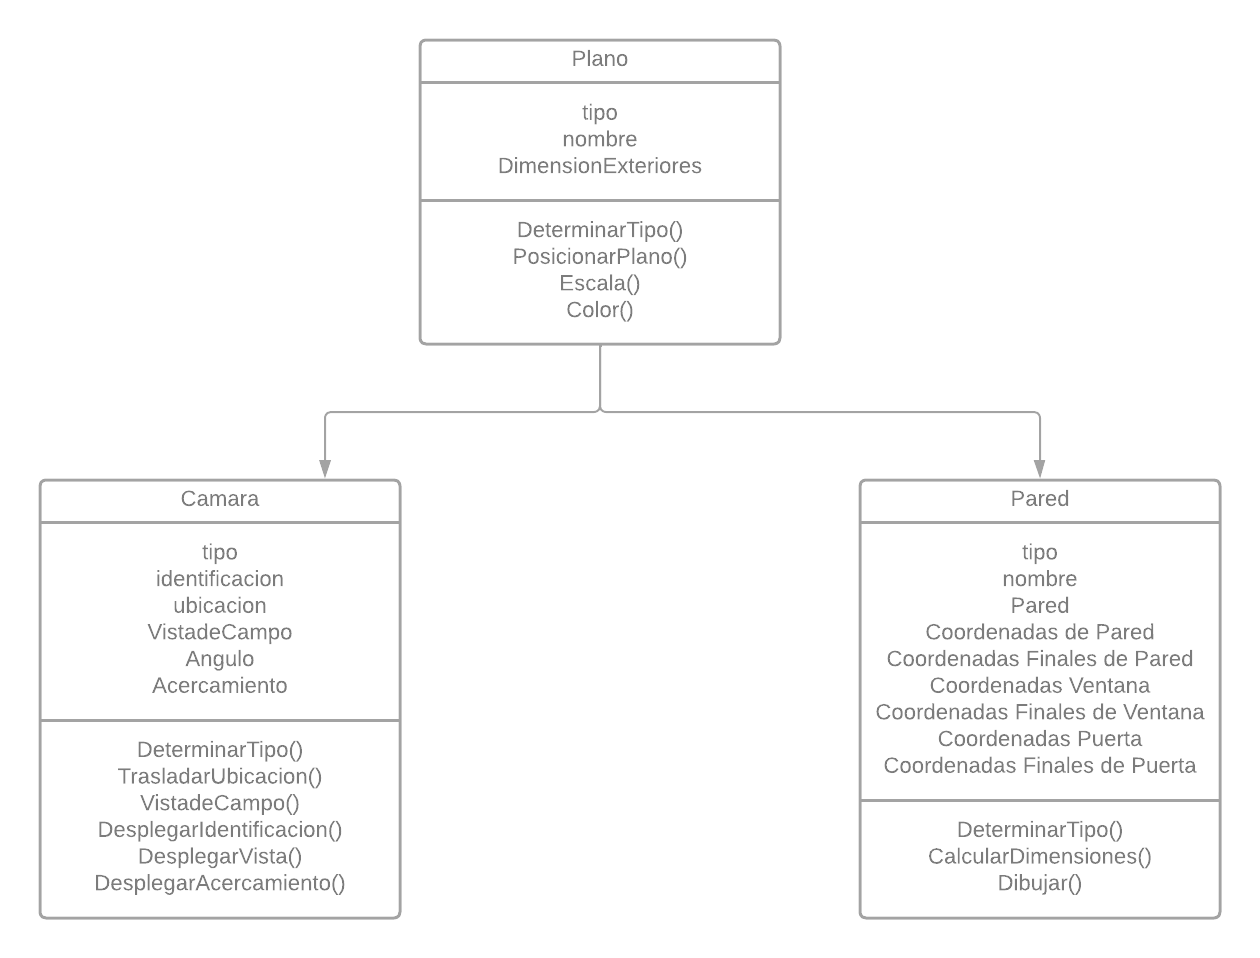 Plano
tipo
nombre
DimensionExteriores
DeterminarTipo()
PosicionarPlano()
Escala()
Color()
Camara
tipo
identificacion
ubicacion
VistadeCampo
Angulo
Acercamiento
DeterminarTipo()
TrasladarUbicacion()
VistadeCampo()
DesplegarIdentificacion()
DesplegarVista()
DesplegarAcercamiento()
Pared
tipo
nombre
Pared
Coordenadas de Pared
Coordenadas Finales de Pared
Coordenadas Ventana
Coordenadas Finales de Ventana
Coordenadas Puerta
Coordenadas Finales de Puerta
DeterminarTipo()
CalcularDimensiones()
Dibujar()